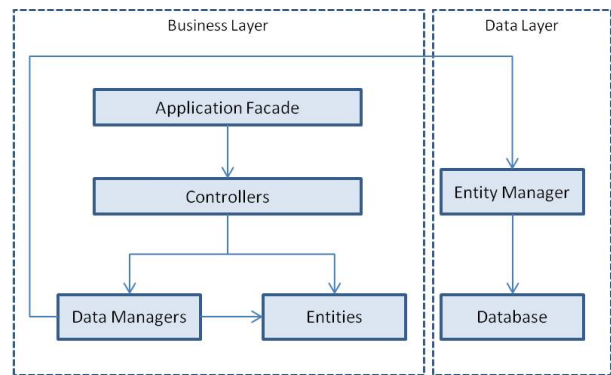 Business Layer
Data Layer
Application Facade
Controllers
Entity Manager
Data Managers
Entities
Database